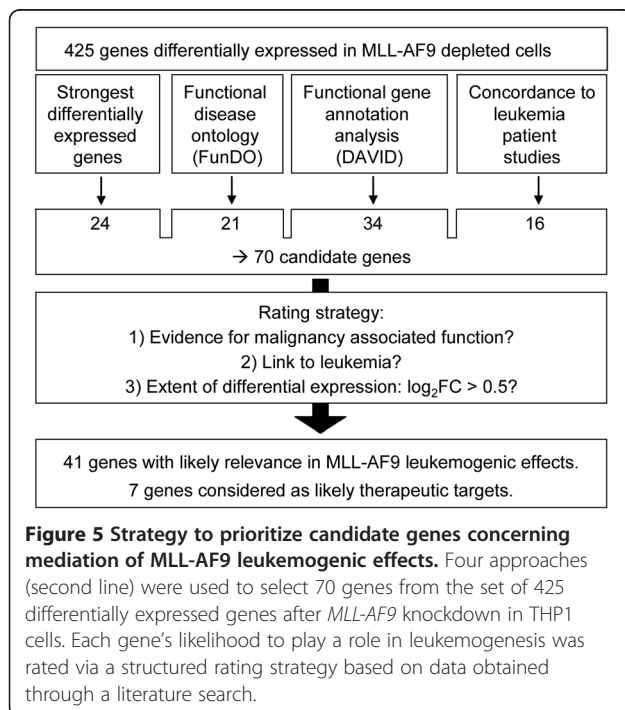 425 genes differentially expressed in MLL-AF9 depleted cells
Strongest
differentially
expressed
genes
Functional
disease
ontology
(FunDO)
Functional gene
annotation
analysis
(DAVID)
Concordance to
leukemia
patient
studies
24
21
34
16
→ 70 candidate genes
Rating strategy:
1) Evidence for malignancy associated function?
2) Link to leukemia?
3) Extent of differential expression: log₂FC > 0.5?
41 genes with likely relevance in MLL-AF9 leukemogenic effects.
7 genes considered as likely therapeutic targets.
Figure 5 Strategy to prioritize candidate genes concerning
mediation of MLL-AF9 leukemogenic effects. Four approaches
(second line) were used to select 70 genes from the set of 425
differentially expressed genes after MLL-AF9 knockdown in THP1
cells. Each gene's likelihood to play a role in leukemogenesis was
rated via a structured rating strategy based on data obtained
through a literature search.